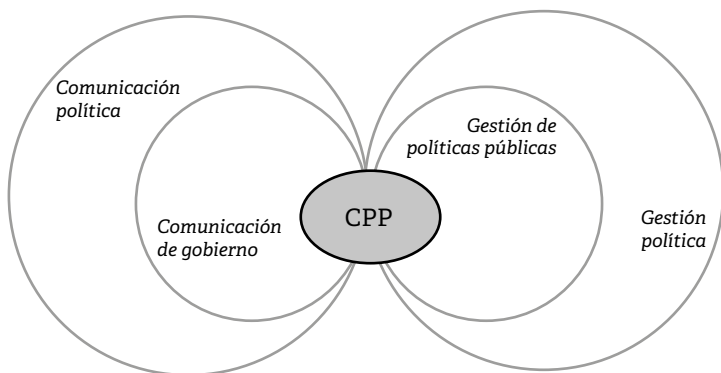 Comunicación
política
Gestión de
políticas públicas
CPP
Comunicación
de gobierno
Gestión
política